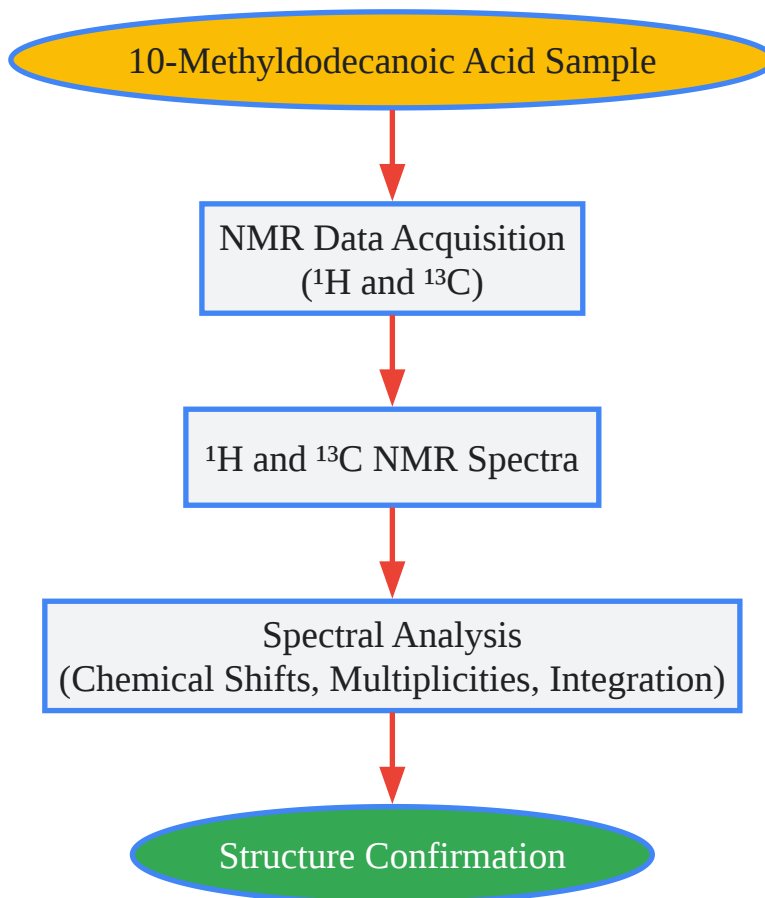 10-Methyldodecanoic Acid Sample
NMR Data Acquisition
(¹H and ¹³C)
¹H and ¹³C NMR Spectra
Spectral Analysis
(Chemical Shifts, Multiplicities, Integration)
Structure Confirmation